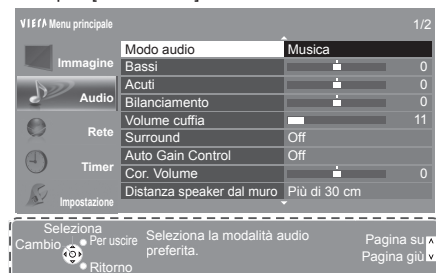 VIErA Menu principale 1/2
Immagine
Audio
Rete
Timer
Impostazione
Modo audio Musica
Bassi 0
Acuti 0
Bilanciamento 0
Volume cuffia 11
Surround Off
Auto Gain Control Off
Cor. Volume 0
Distanza speaker dal muro Più di 30 cm
Seleziona
Cambio
Per uscire
Ritorno
Seleziona la modalità audio
preferita.
Pagina su
Pagina giù